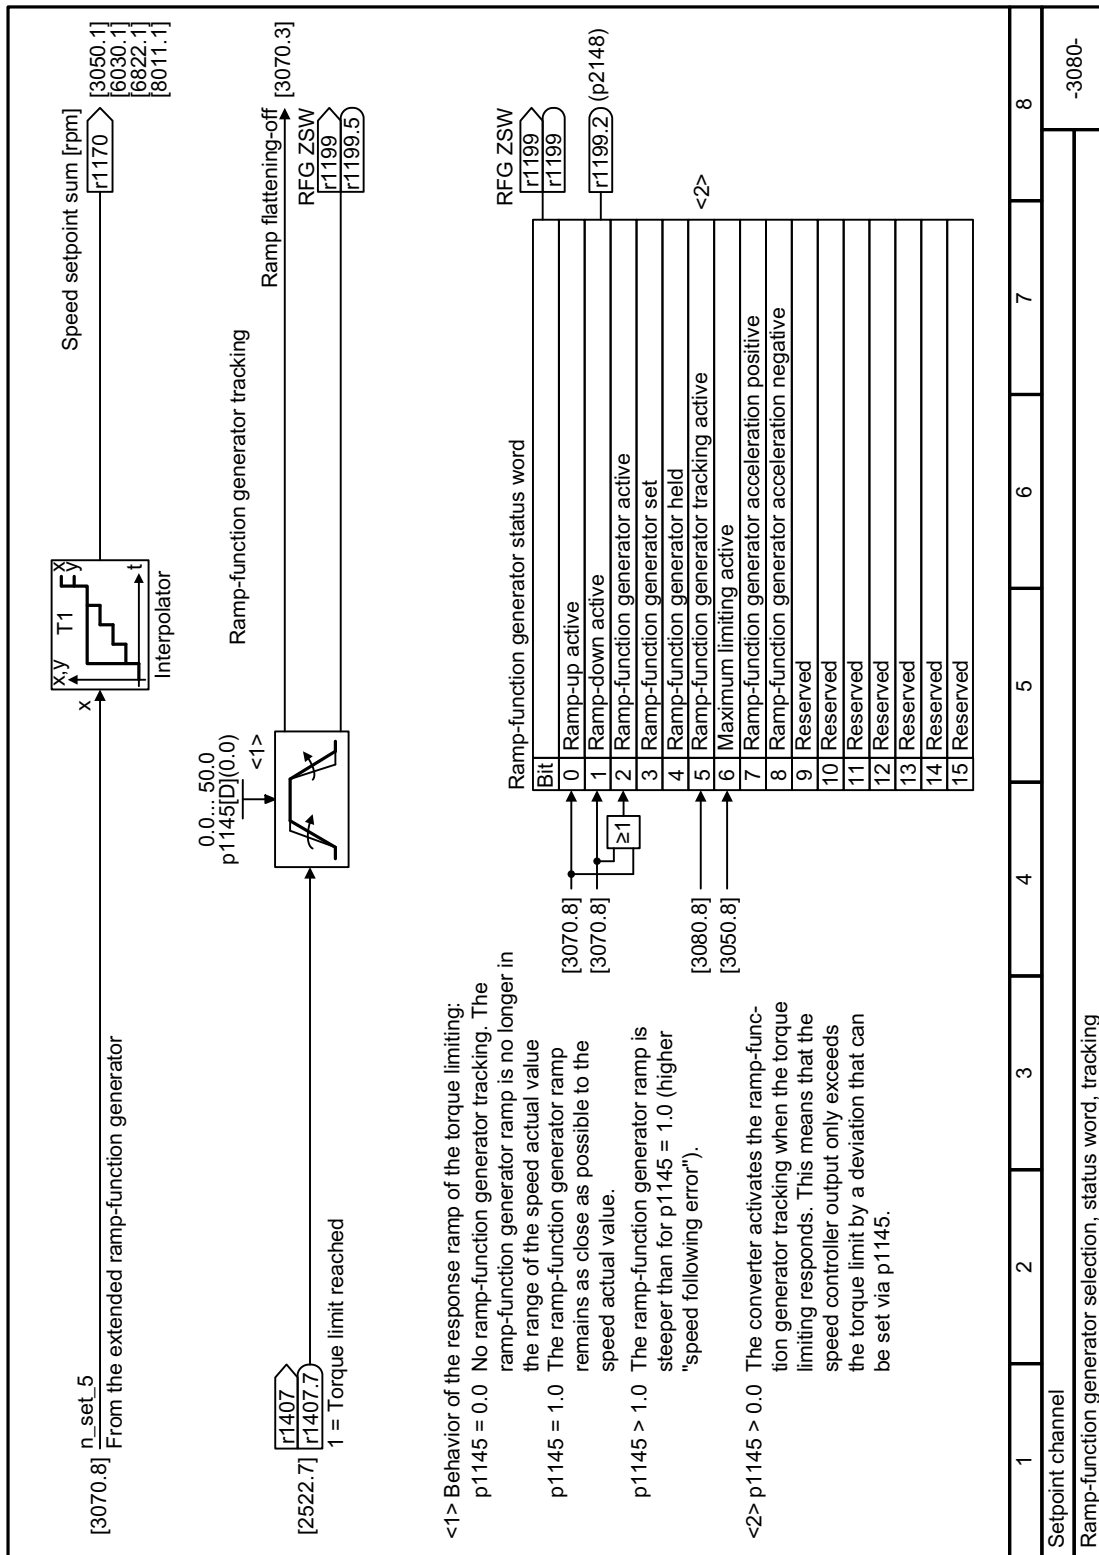 [3070.8]
n_set_5
From the extended ramp-function generator
x
x,y
T1
x
y
t
Interpolator
Speed setpoint sum [rpm]
r1170
[3050.1]
[6030.1]
[6822.1]
[8011.1]
[2522.7]
r1407
r1407.7
1 = Torque limit reached
0.0... 50.0
p1145[D](0.0)
<1>
Ramp-function generator tracking
Ramp flattening-off
[3070.3]
RFG ZSW
r1199
r1199.5
<1> Behavior of the response ramp of the torque limiting:
p1145 = 0.0 No ramp-function generator tracking. The
ramp-function generator ramp is no longer in
the range of the speed actual value
p1145 = 1.0 The ramp-function generator ramp
remains as close as possible to the
speed actual value.
p1145 > 1.0 The ramp-function generator ramp is
steeper than for p1145 = 1.0 (higher
"speed following error").
<2> p1145 > 0.0 The converter activates the ramp-func-
tion generator tracking when the torque
limiting responds. This means that the
speed controller output only exceeds
the torque limit by a deviation that can
be set via p1145.
Ramp-function generator status word
Bit
0 Ramp-up active
1 Ramp-down active
2 Ramp-function generator active
3 Ramp-function generator set
4 Ramp-function generator held
5 Ramp-function generator tracking active
6 Maximum limiting active
7 Ramp-function generator acceleration positive
8 Ramp-function generator acceleration negative
9 Reserved
10 Reserved
11 Reserved
12 Reserved
13 Reserved
14 Reserved
15 Reserved
[3070.8]
[3070.8]
≥1
[3080.8]
[3050.8]
RFG ZSW
r1199
r1199
r1199.2 (p2148)
<2>
1 2 3 4 5 6 7 8
Setpoint channel
-3080-
Ramp-function generator selection, status word, tracking